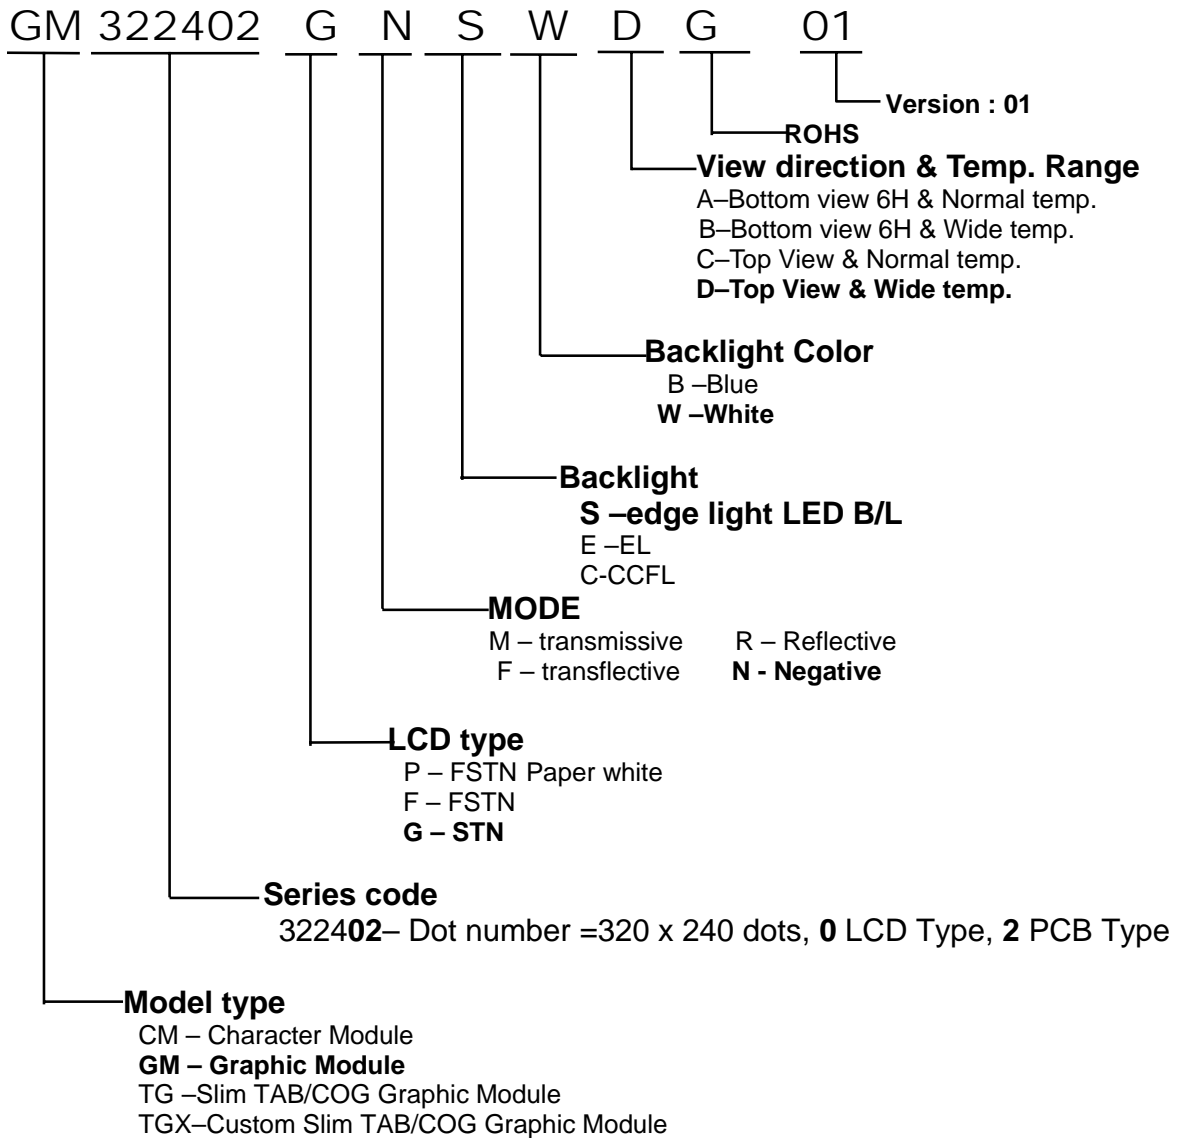 GM 322402 G N S W D G 01
Version : 01
ROHS
View direction & Temp. Range
A–Bottom view 6H & Normal temp.
B–Bottom view 6H & Wide temp.
C–Top View & Normal temp.
D–Top View & Wide temp.
Backlight Color
B –Blue
W –White
Backlight
S –edge light LED B/L
E –EL
C-CCFL
MODE
M – transmissive R – Reflective
F – transflective N - Negative
LCD type
P – FSTN Paper white
F – FSTN
G – STN
Series code
322402– Dot number =320 x 240 dots, 0 LCD Type, 2 PCB Type
Model type
CM – Character Module
GM – Graphic Module
TG –Slim TAB/COG Graphic Module
TGX–Custom Slim TAB/COG Graphic Module